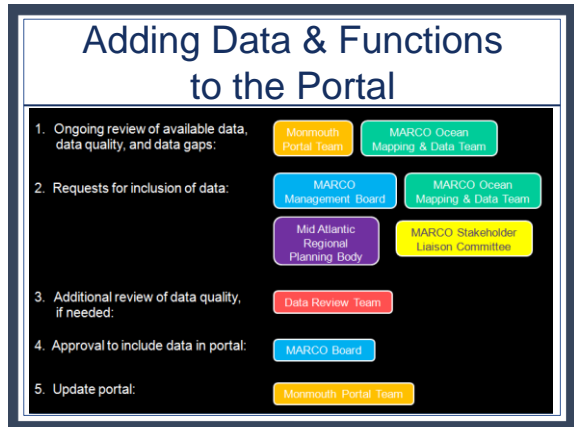 Adding Data & Functions
to the Portal
1. Ongoing review of available data,
data quality, and data gaps:
Monmouth
Portal Team
MARCO Ocean
Mapping & Data Team
2. Requests for inclusion of data:
MARCO
Management Board
MARCO Ocean
Mapping & Data Team
Mid Atlantic
Regional
Planning Body
MARCO Stakeholder
Liaison Committee
3. Additional review of data quality,
if needed:
Data Review Team
4. Approval to include data in portal:
MARCO Board
5. Update portal:
Monmouth Portal Team